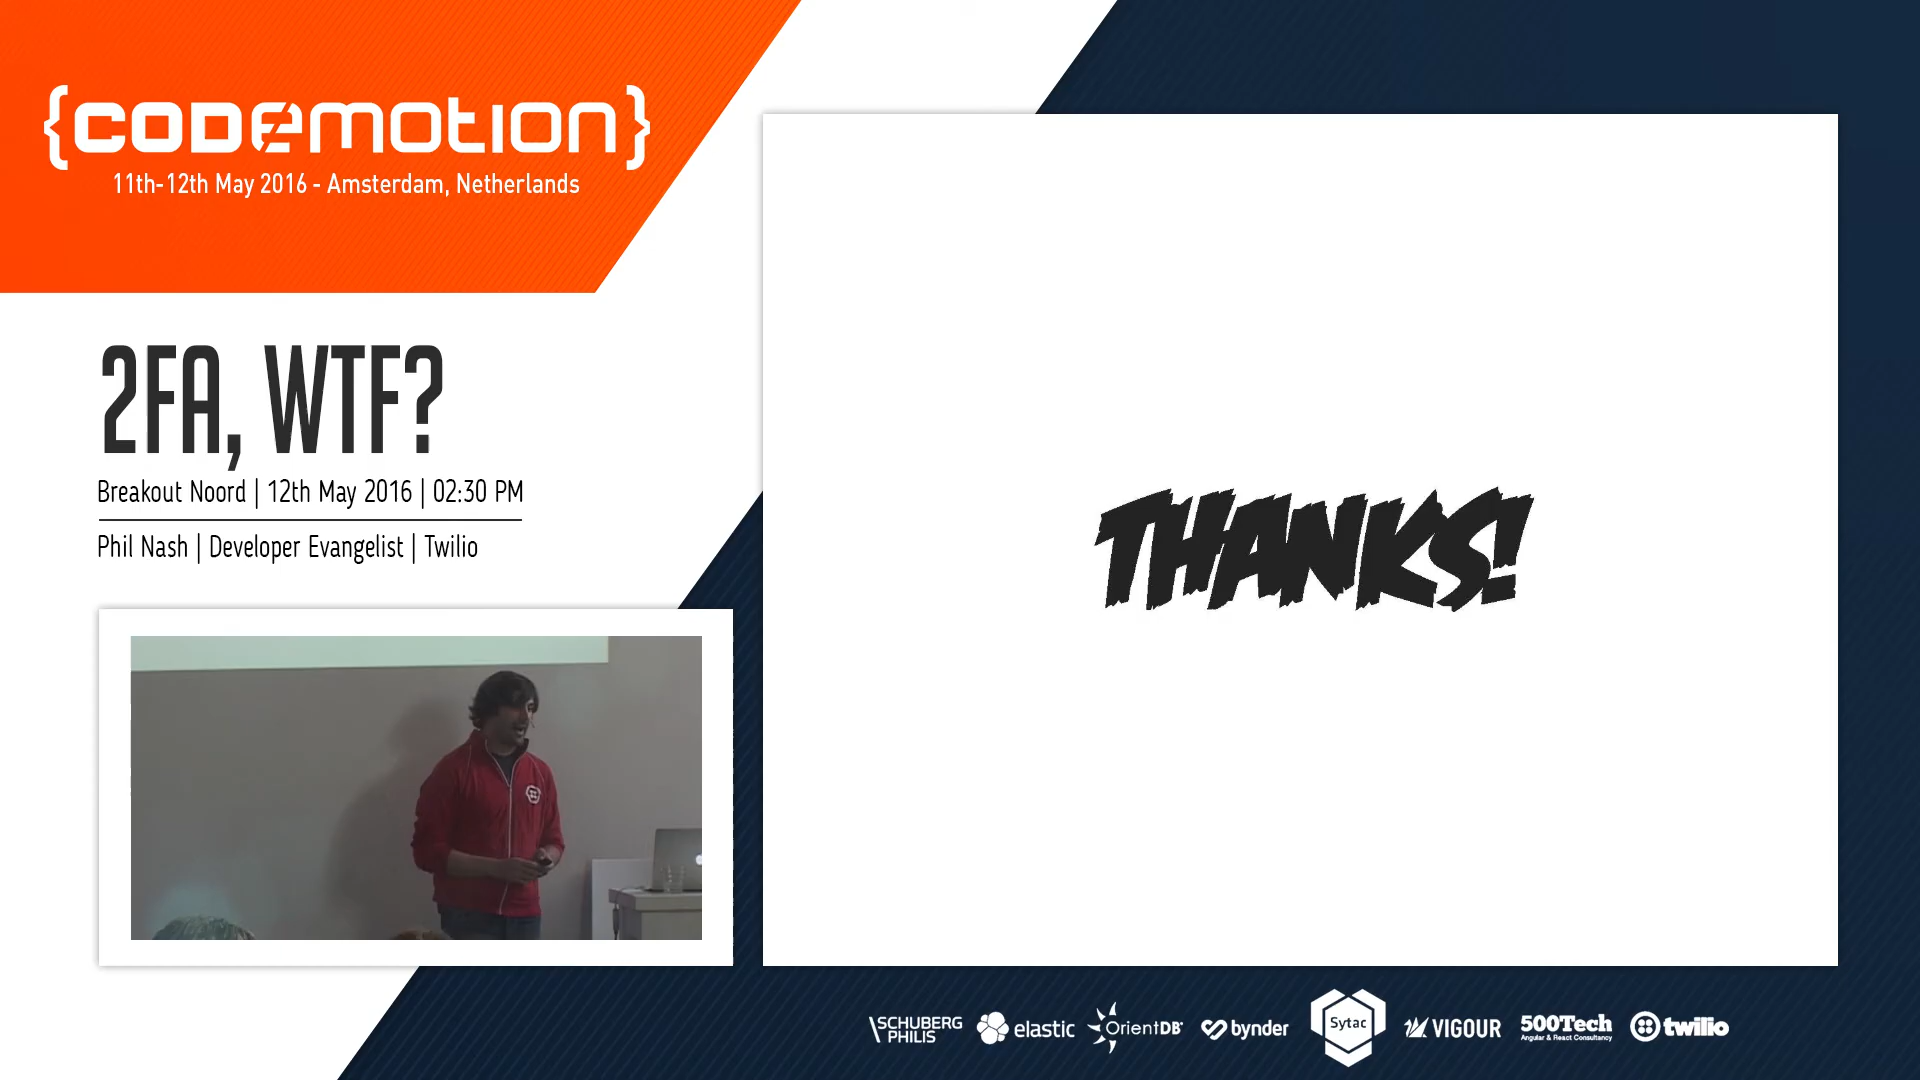 {CODEMOTION}
11th-12th May 2016 - Amsterdam, Netherlands
2FA, WTF?
Breakout Noord | 12th May 2016 | 02:30 PM
Phil Nash | Developer Evangelist | Twilio
THANKS!
SCHUBERG
PHILIS
elastic
OrientDB
bynder
Sytac
VIGOUR
500Tech
Angular & React Consultancy
twilio